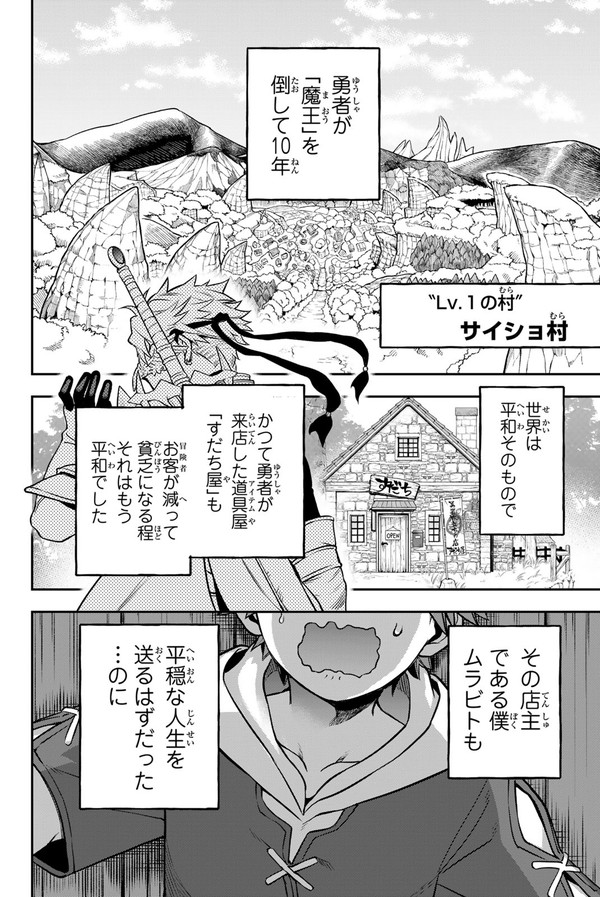 勇者が
「魔王」を
倒して10年
“Lv.1の村”
サイショ村
世界は
平和そのもので
すだち
OPEN
かつて勇者が
来店した道具屋
「すだち屋」も
お客が減って
貧乏になる程
それはもう
平和でした
その店主
である僕
ムラビトも
平穏な人生を
送るはずだった
…のに